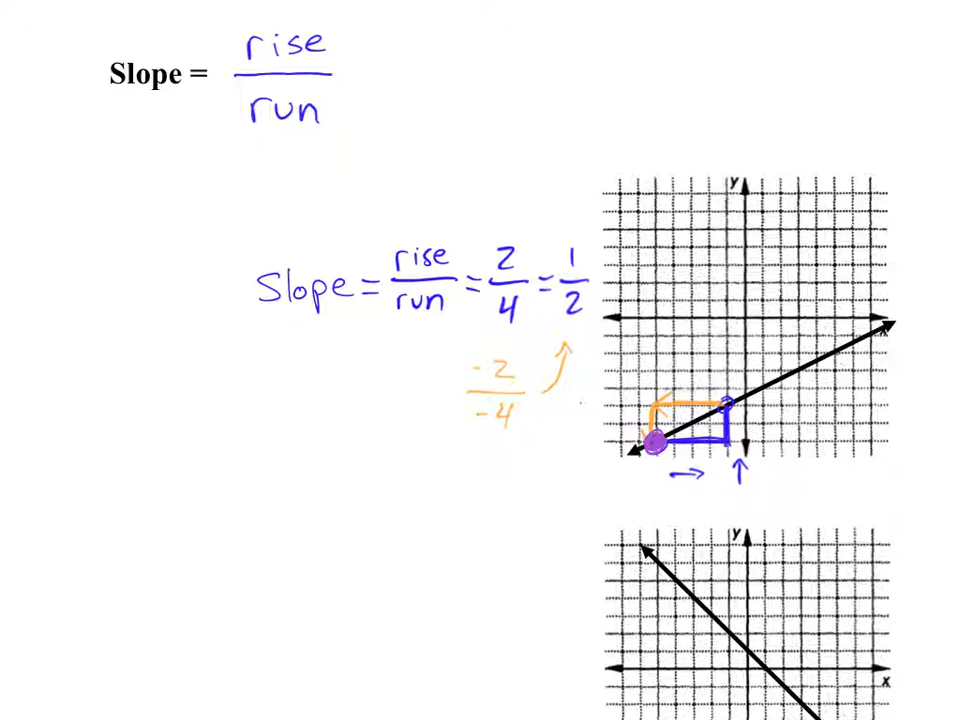 Slope = rise / run
y
Slope = rise / run = 2 / 4 = 1 / 2
-2 / -4
x
y
x